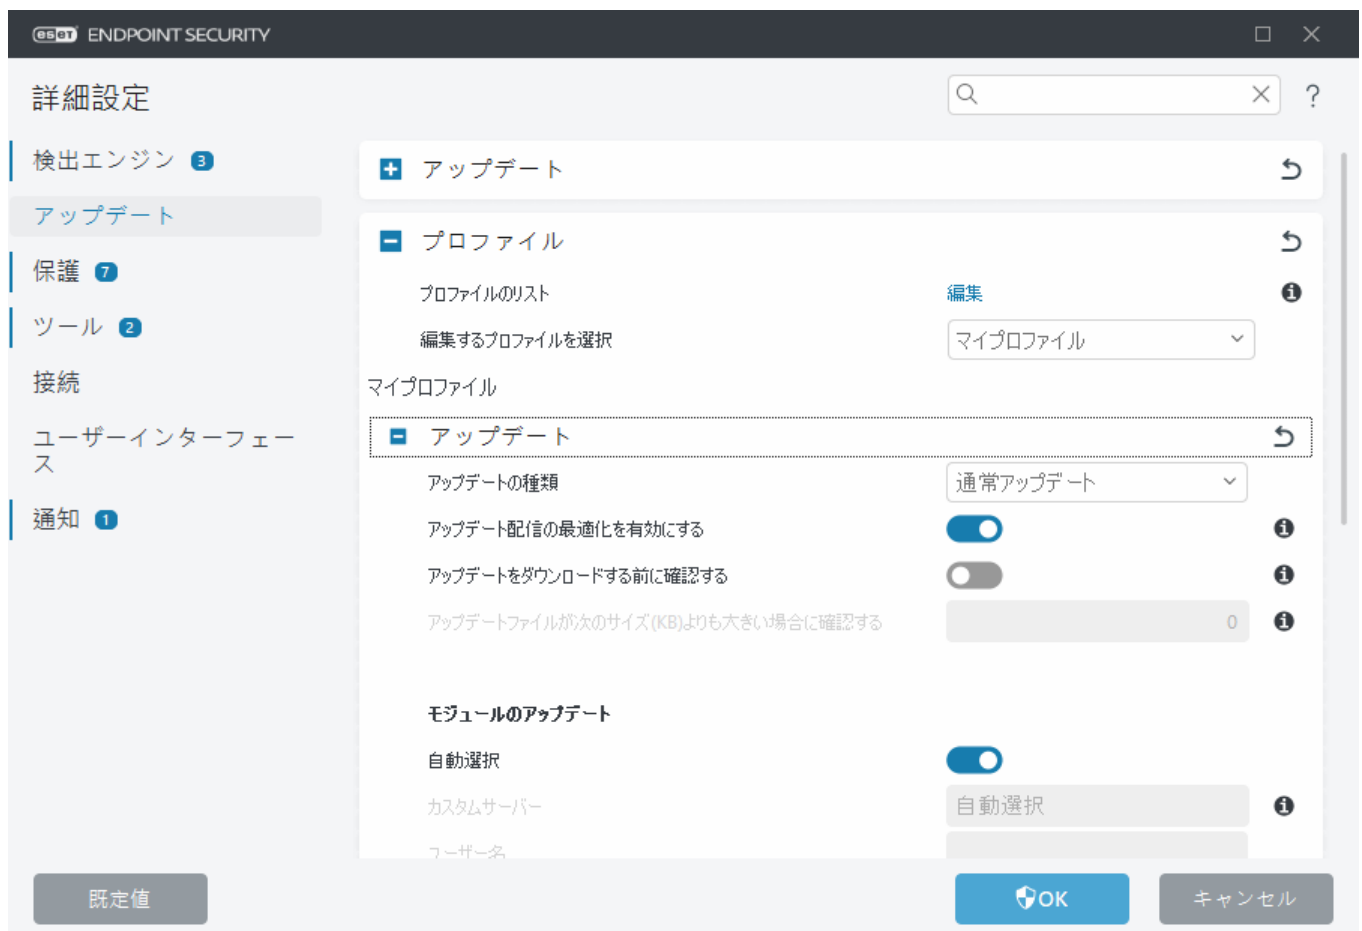 eset ENDPOINT SECURITY
詳細設定
?
検出エンジン 3
アップデート
保護 7
ツール 2
接続
ユーザーインターフェー
ス
通知 1
アップデート
プロファイル
プロファイルのリスト 編集
編集するプロファイルを選択 マイプロファイル
マイプロファイル
アップデート
アップデートの種類 通常アップデート
アップデート配信の最適化を有効にする
アップデートをダウンロードする前に確認する
アップデートファイルが次のサイズ(KB)よりも大きい場合に確認する 0
モジュールのアップデート
自動選択
カスタムサーバー 自動選択
ユーザー名
既定値
OK
キャンセル